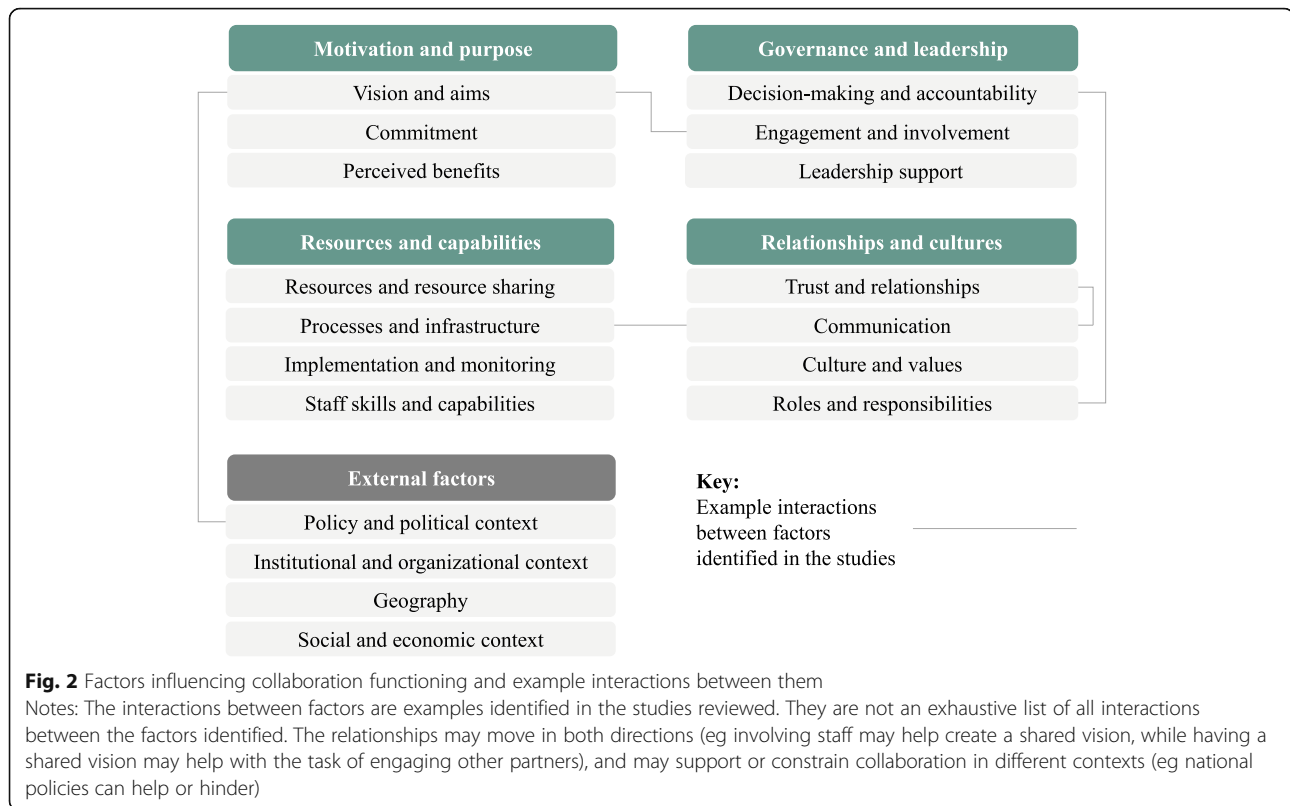 Motivation and purpose
Vision and aims
Commitment
Perceived benefits
Governance and leadership
Decision-making and accountability
Engagement and involvement
Leadership support
Resources and capabilities
Resources and resource sharing
Processes and infrastructure
Implementation and monitoring
Staff skills and capabilities
Relationships and cultures
Trust and relationships
Communication
Culture and values
Roles and responsibilities
External factors
Policy and political context
Institutional and organizational context
Geography
Social and economic context
Key:
Example interactions
between factors
identified in the studies
Fig. 2 Factors influencing collaboration functioning and example interactions between them
Notes: The interactions between factors are examples identified in the studies reviewed. They are not an exhaustive list of all interactions
between the factors identified. The relationships may move in both directions (eg involving staff may help create a shared vision, while having a
shared vision may help with the task of engaging other partners), and may support or constrain collaboration in different contexts (eg national
policies can help or hinder)